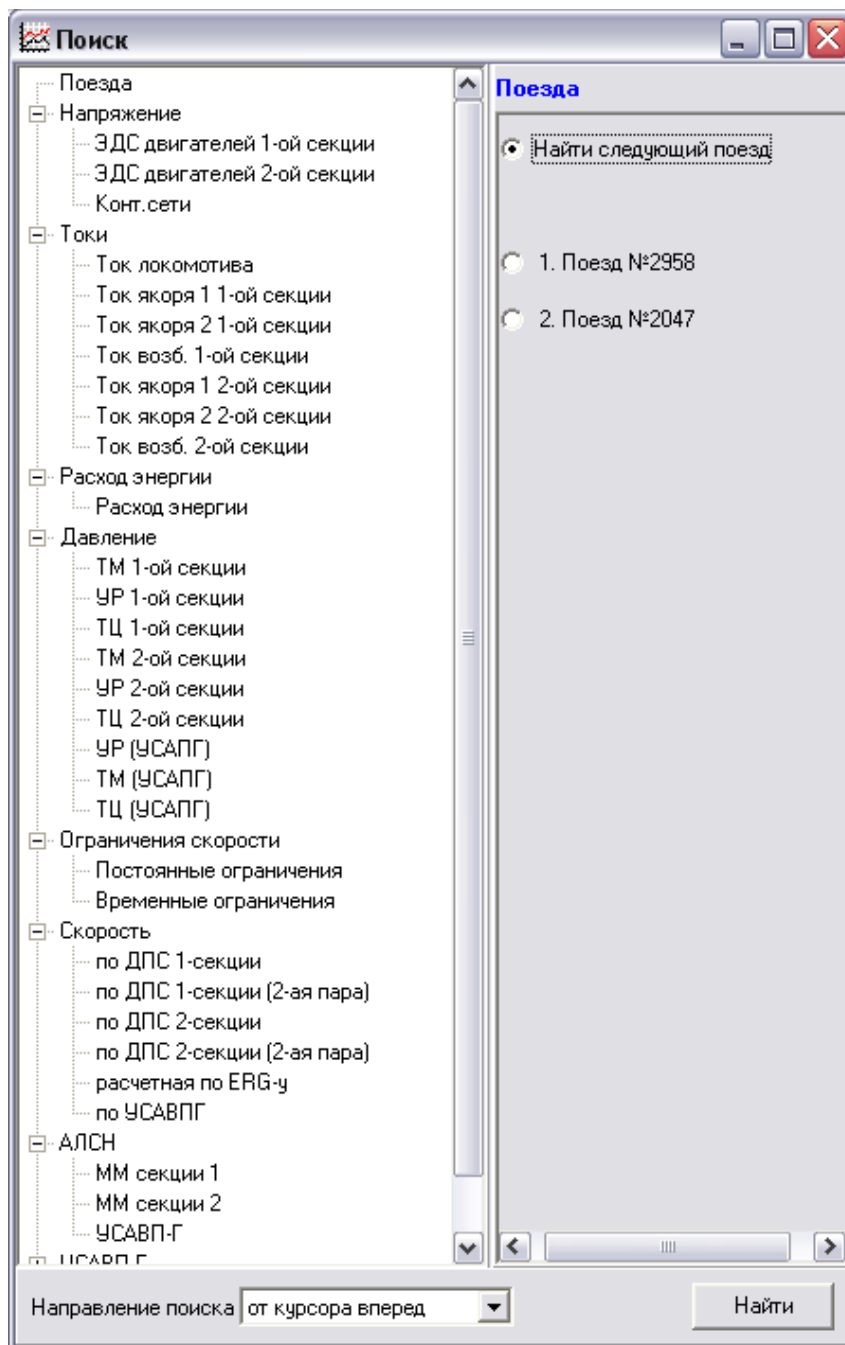 Поиск
Поезда
Напряжение
ЭДС двигателей 1-ой секции
ЭДС двигателей 2-ой секции
Конт.сети
Токи
Ток локомотива
Ток якоря 1 1-ой секции
Ток якоря 2 1-ой секции
Ток возб. 1-ой секции
Ток якоря 1 2-ой секции
Ток якоря 2 2-ой секции
Ток возб. 2-ой секции
Расход энергии
Расход энергии
Давление
ТМ 1-ой секции
УР 1-ой секции
ТЦ 1-ой секции
ТМ 2-ой секции
УР 2-ой секции
ТЦ 2-ой секции
УР (УСАПГ)
ТМ (УСАПГ)
ТЦ (УСАПГ)
Ограничения скорости
Постоянные ограничения
Временные ограничения
Скорость
по ДПС 1-секции
по ДПС 1-секции (2-ая пара)
по ДПС 2-секции
по ДПС 2-секции (2-ая пара)
расчетная по ERG-у
по УСАВПГ
АЛСН
ММ секции 1
ММ секции 2
УСАВП-Г
Поезда
Найти следующий поезд
1. Поезд №2958
2. Поезд №2047
Направление поиска от курсора вперед
Найти